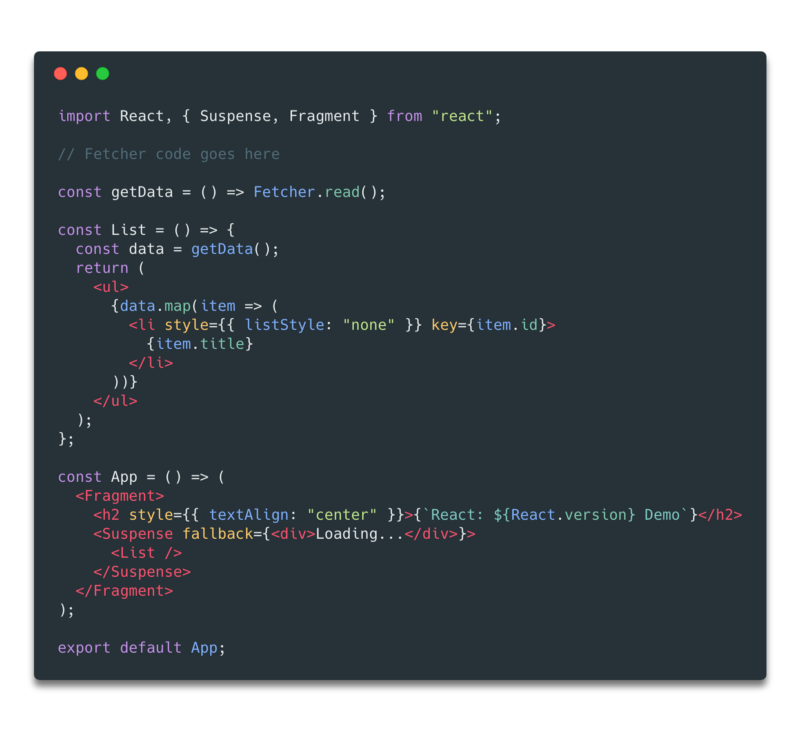 import React, { Suspense, Fragment } from "react";
// Fetcher code goes here
const getData = () => Fetcher.read();
const List = () => {
  const data = getData();
  return (
    <ul>
      {data.map(item => (
        <li style={{ listStyle: "none" }} key={item.id}>
          {item.title}
        </li>
      ))}
    </ul>
  );
};
const App = () => (
  <Fragment>
    <h2 style={{ textAlign: "center" }}>{`React: ${React.version} Demo`}</h2>
    <Suspense fallback={<div>Loading...</div>}>
      <List />
    </Suspense>
  </Fragment>
);
export default App;